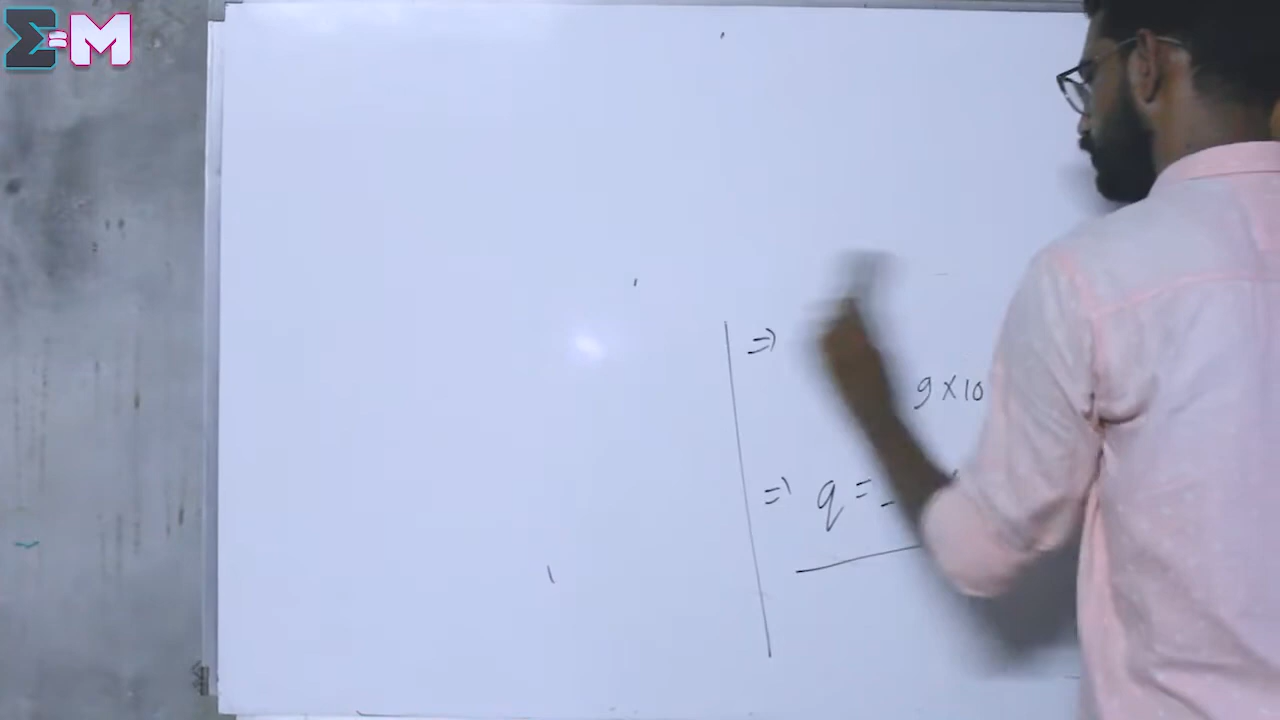 Σ=M
⇒
9×10
⇒ q = -